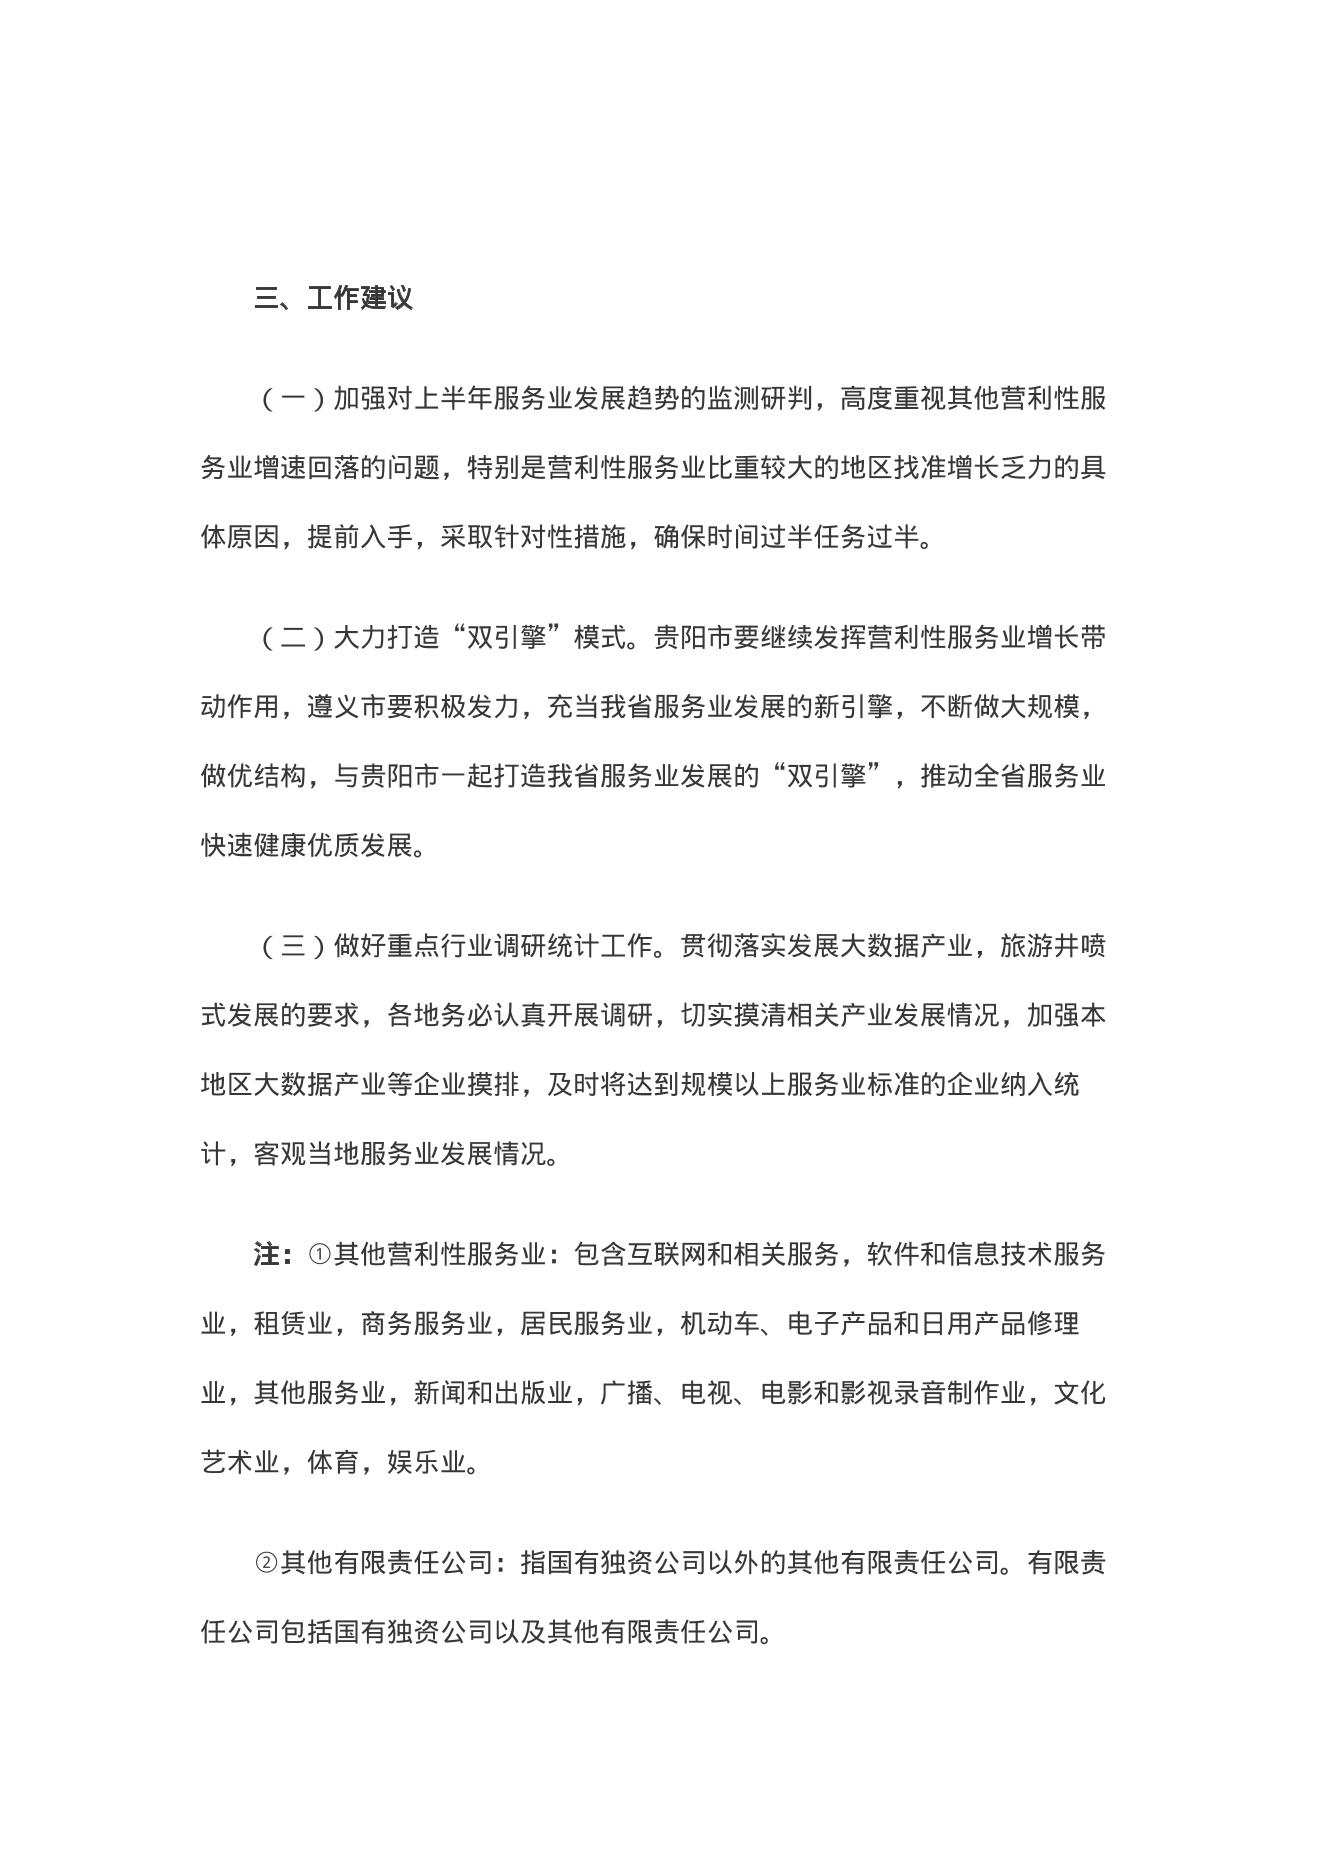 三、工作建议
（一）加强对上半年服务业发展趋势的监测研判，高度重视其他营利性服
务业增速回落的问题，特别是营利性服务业比重较大的地区找准增长乏力的具
体原因，提前入手，采取针对性措施，确保时间过半任务过半。
（二）大力打造“双引擎”模式。贵阳市要继续发挥营利性服务业增长带
动作用，遵义市要积极发力，充当我省服务业发展的新引擎，不断做大规模，
做优结构，与贵阳市一起打造我省服务业发展的“双引擎”，推动全省服务业
快速健康优质发展。
（三）做好重点行业调研统计工作。贯彻落实发展大数据产业，旅游井喷
式发展的要求，各地务必认真开展调研，切实摸清相关产业发展情况，加强本
地区大数据产业等企业摸排，及时将达到规模以上服务业标准的企业纳入统
计，客观当地服务业发展情况。
注：①其他营利性服务业：包含互联网和相关服务，软件和信息技术服务
业，租赁业，商务服务业，居民服务业，机动车、电子产品和日用产品修理
业，其他服务业，新闻和出版业，广播、电视、电影和影视录音制作业，文化
艺术业，体育，娱乐业。
②其他有限责任公司：指国有独资公司以外的其他有限责任公司。有限责
任公司包括国有独资公司以及其他有限责任公司。